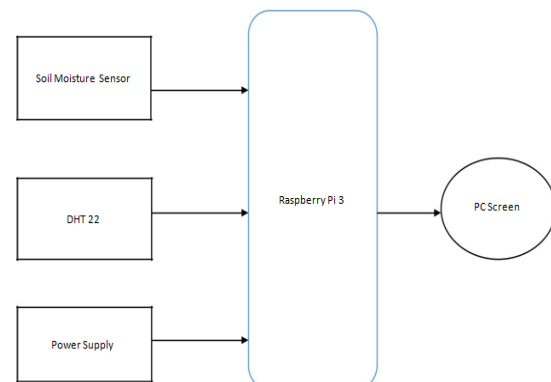 Soil Moisture Sensor
DHT 22
Power Supply
Raspberry Pi 3
PC Screen